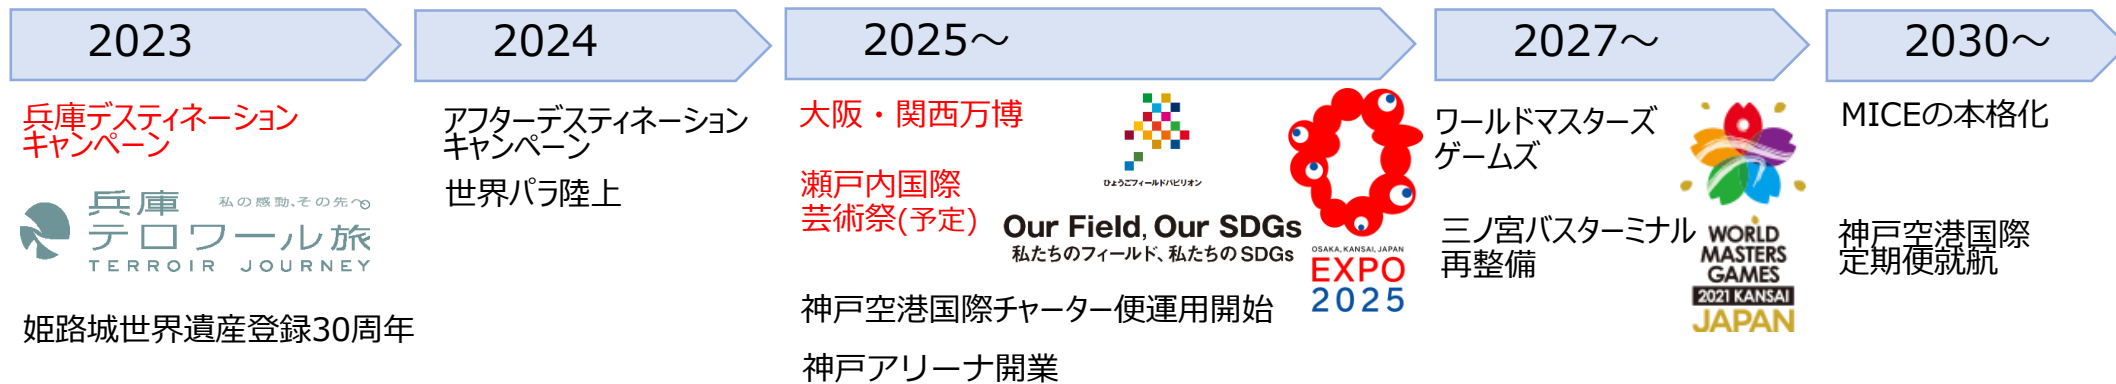 2023
兵庫デスティネーション
キャンペーン
兵庫
私の感動、その先へ
テロワール旅
TERROIR JOURNEY
姫路城世界遺産登録30周年
2024
アフターデスティネーション
キャンペーン
世界パラ陸上
2025～
大阪・関西万博
瀬戸内国際
芸術祭(予定)
ひょうごフィールドパビリオン
Our Field, Our SDGs
私たちのフィールド、私たちのSDGs
OSAKA, KANSAI, JAPAN
EXPO
2025
神戸空港国際チャーター便運用開始
神戸アリーナ開業
2027～
ワールドマスターズ
ゲームズ
三ノ宮バスターミナル
再整備
WORLD
MASTERS
GAMES
2021 KANSAI
JAPAN
2030～
MICEの本格化
神戸空港国際
定期便就航